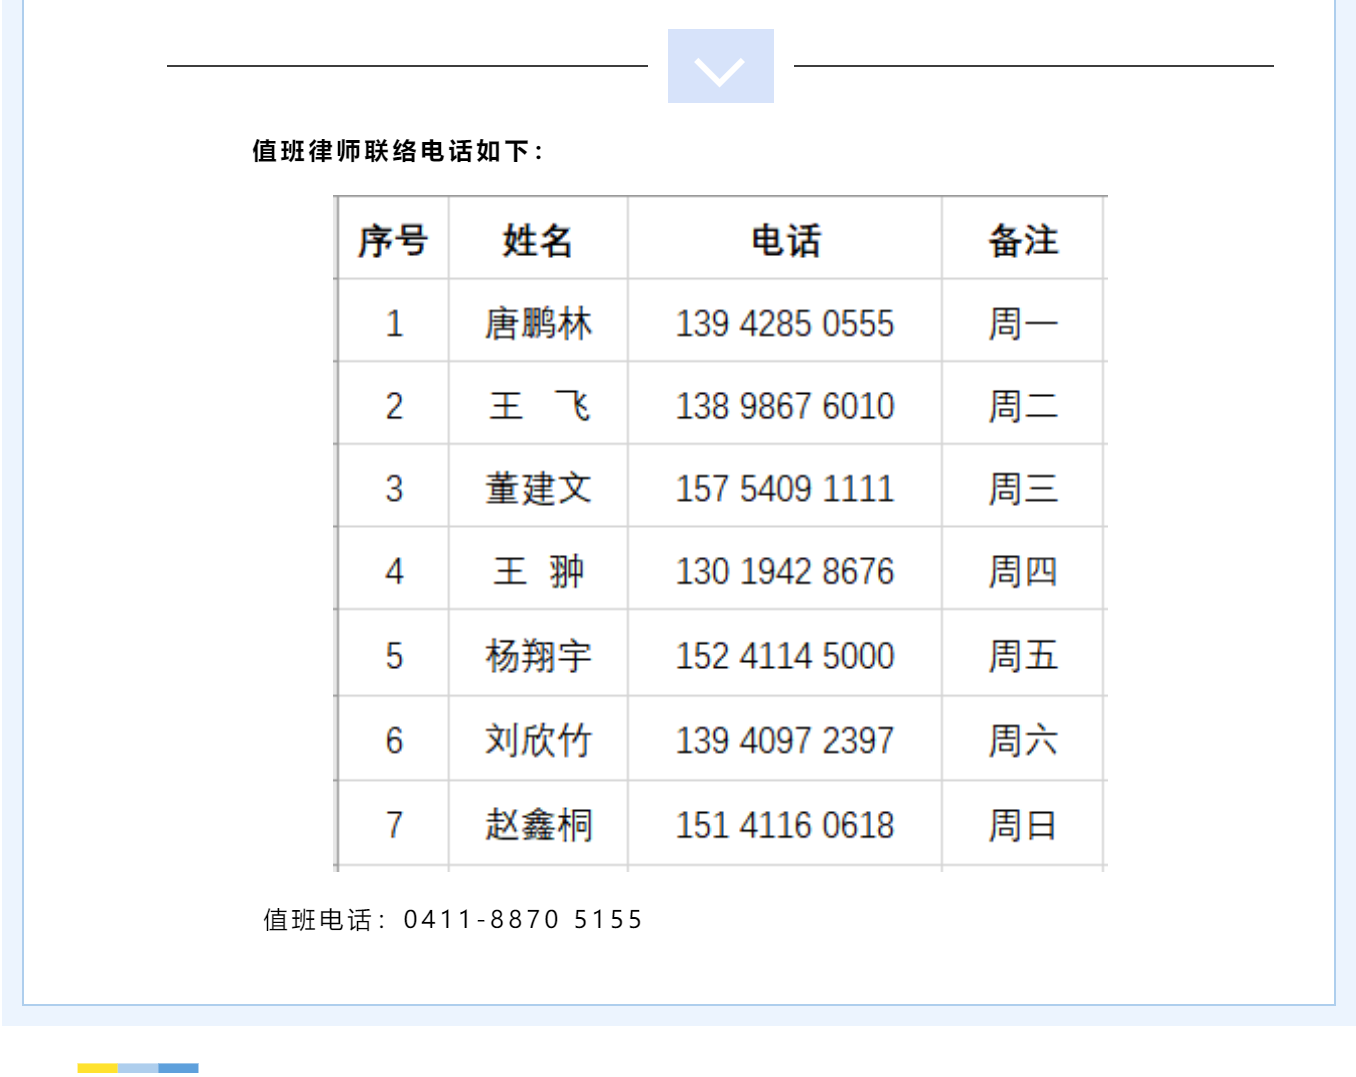 值班律师联络电话如下：
序号 姓名 电话 备注
1 唐鹏林 139 4285 0555 周一
2 王 飞 138 9867 6010 周二
3 董建文 157 5409 1111 周三
4 王 翀 130 1942 8676 周四
5 杨翔宇 152 4114 5000 周五
6 刘欣竹 139 4097 2397 周六
7 赵鑫桐 151 4116 0618 周日
值班电话：0411-8870 5155